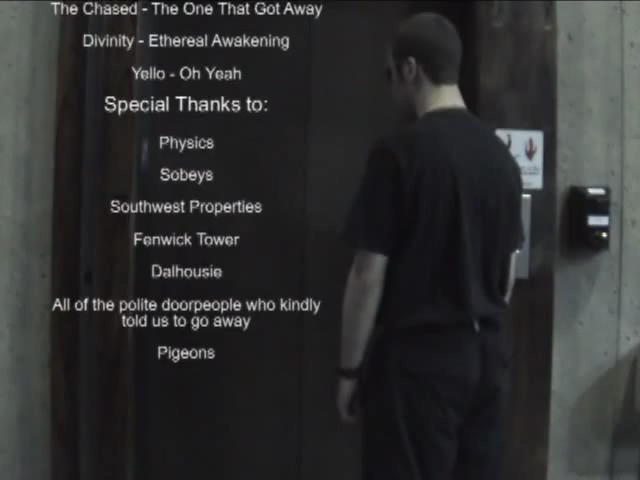 The Chased - The One That Got Away
Divinity - Ethereal Awakening
Yello - Oh Yeah
Special Thanks to:
Physics
Sobeys
Southwest Properties
Fenwick Tower
Dalhousie
All of the polite doorpeople who kindly
told us to go away
Pigeons